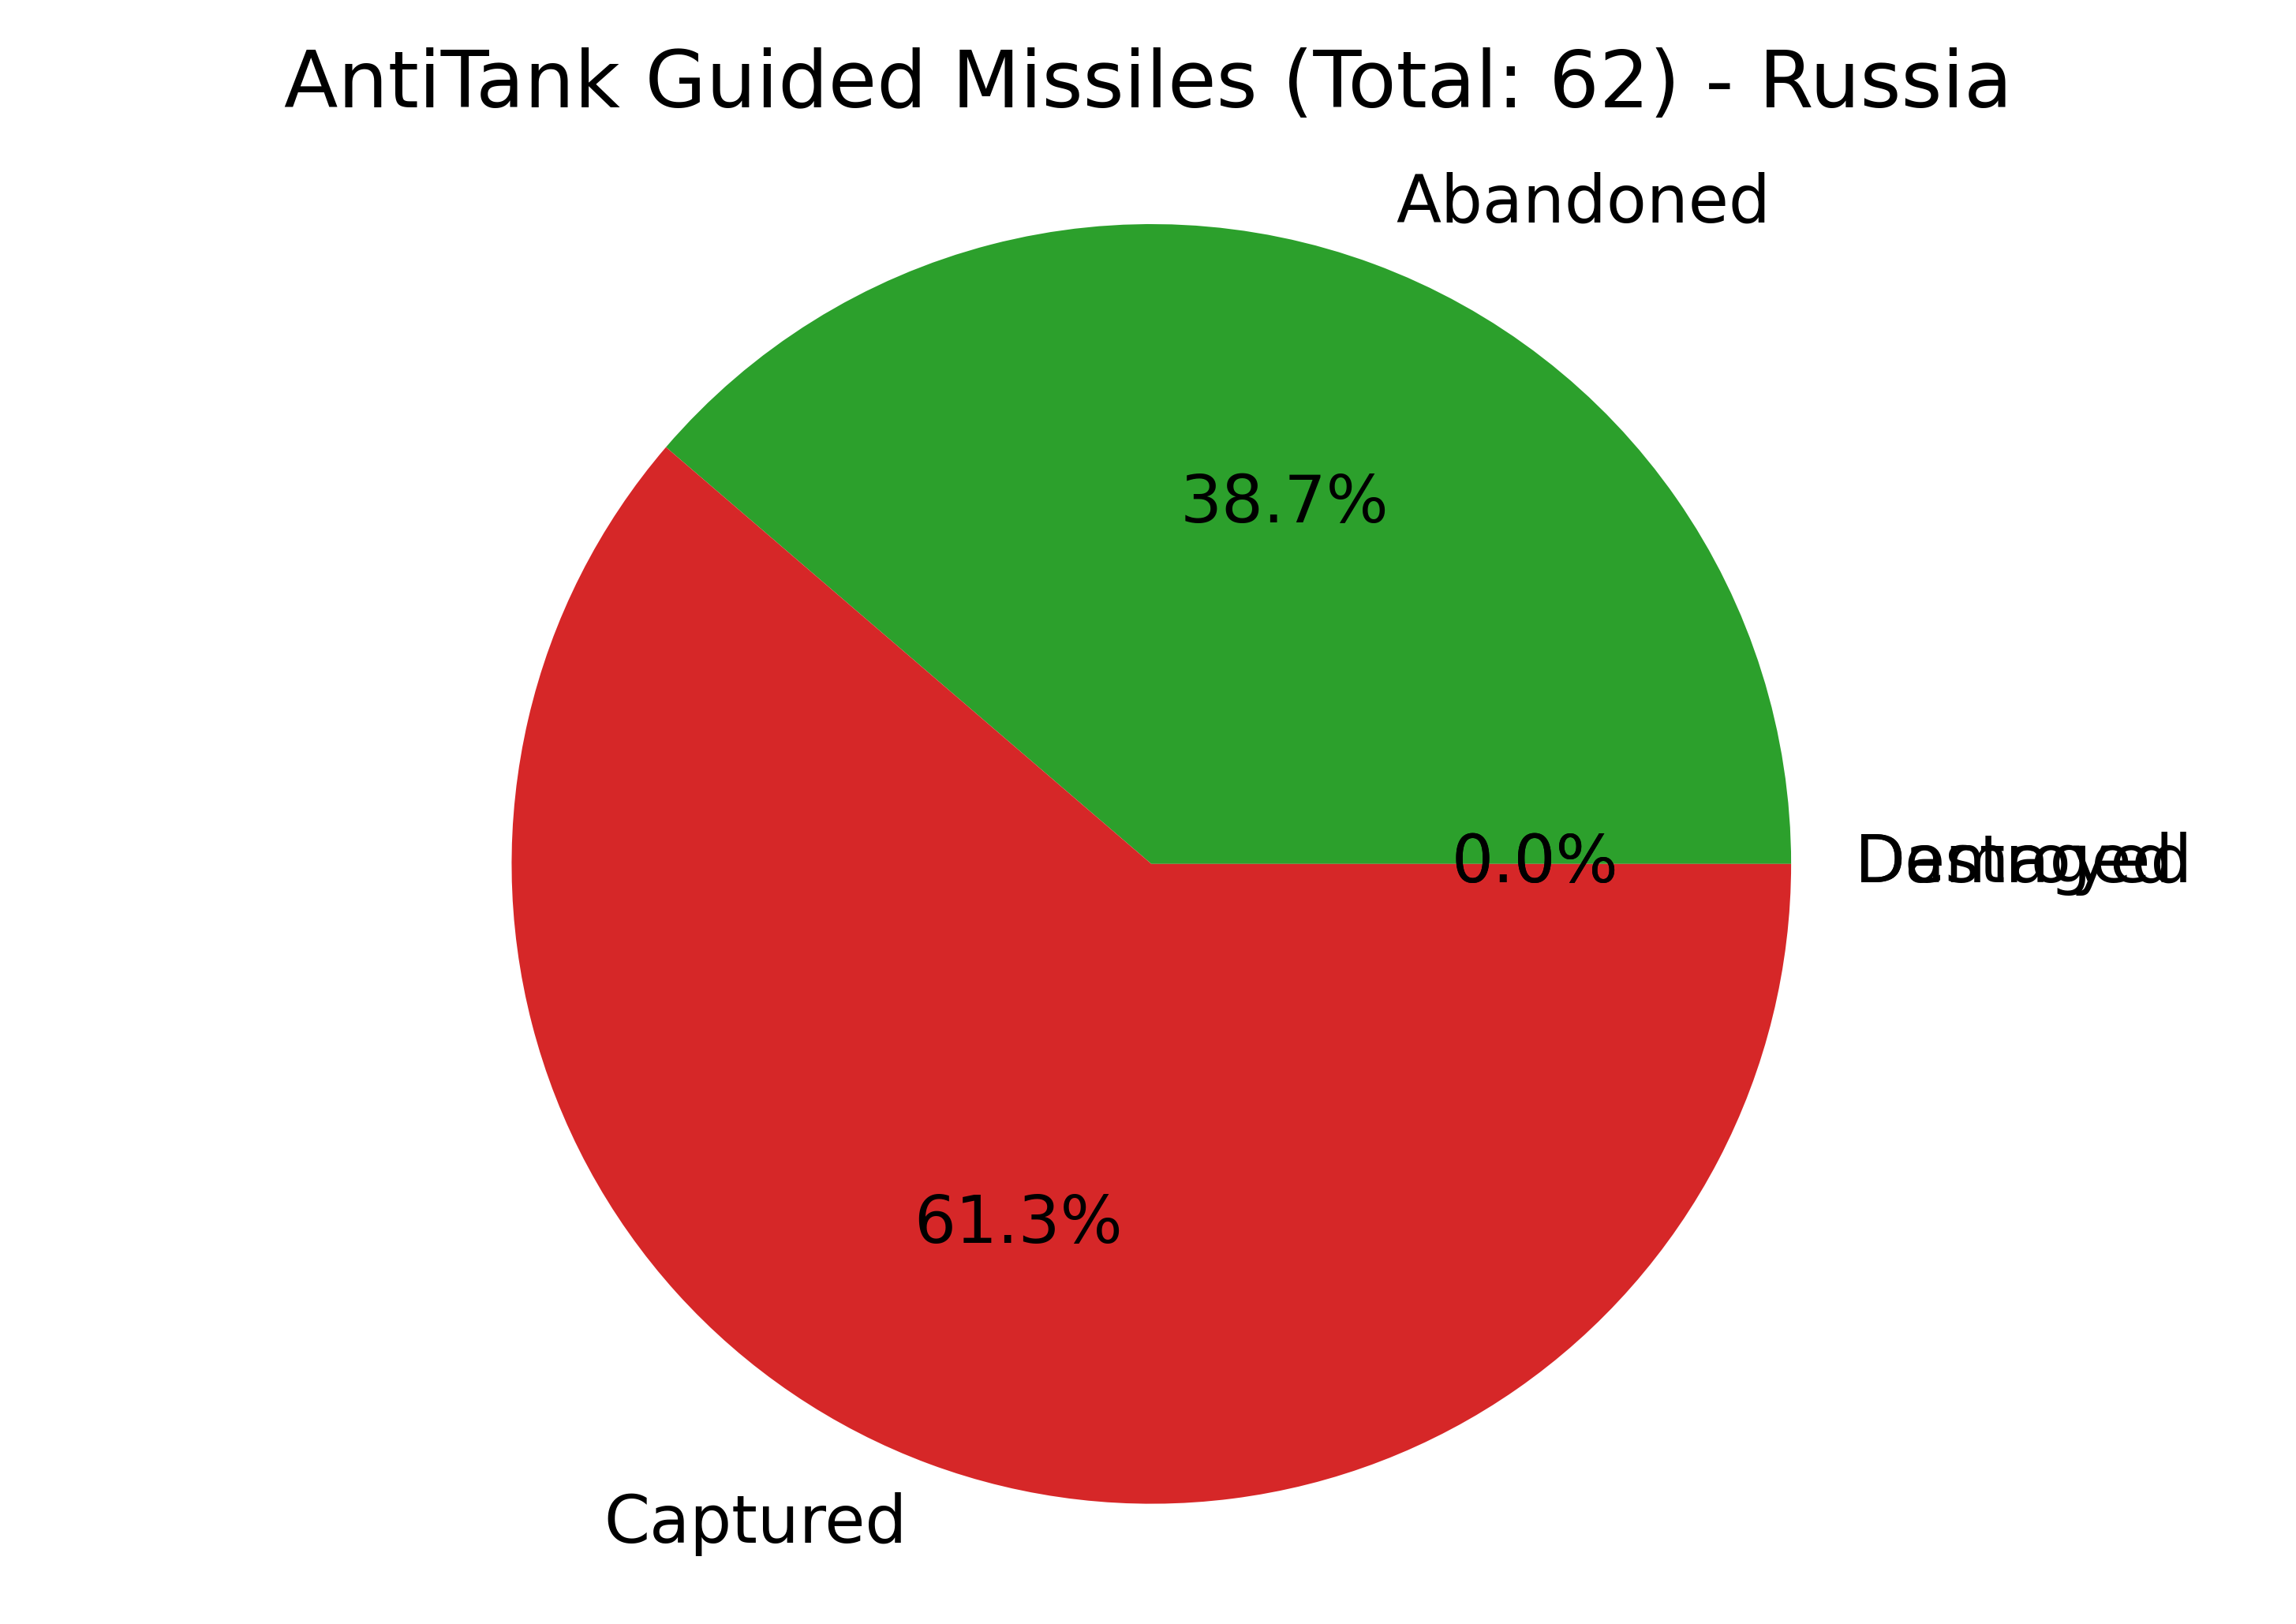 AntiTank Guided Missiles (Total: 62) - Russia
Abandoned
38.7%
0.0%
61.3%
Captured